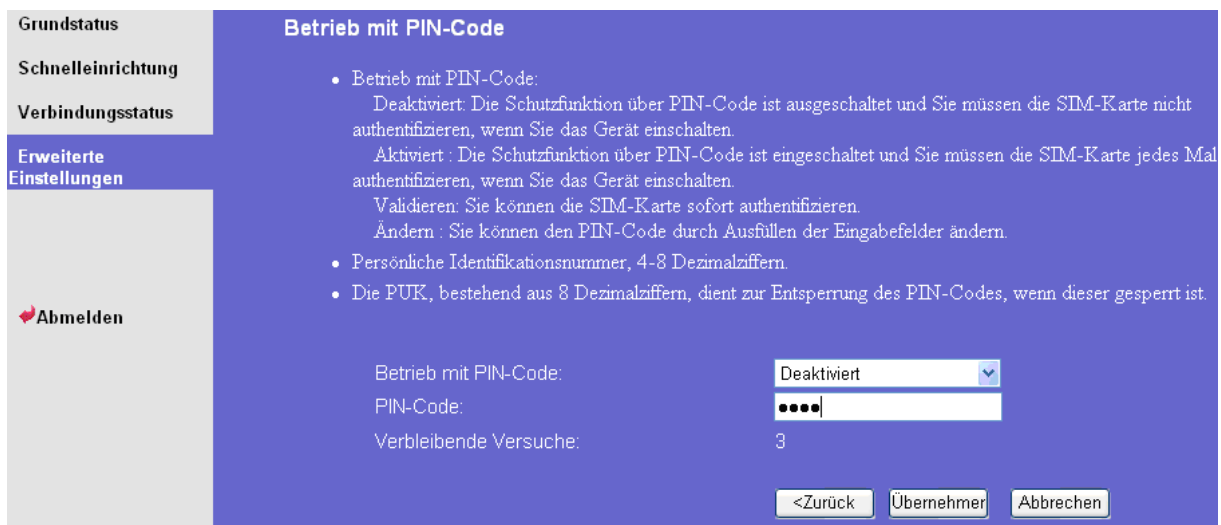 Grundstatus
Schnelleinrichtung
Verbindungsstatus
Erweiterte
Einstellungen
Abmelden
Betrieb mit PIN-Code
• Betrieb mit PIN-Code:
Deaktiviert: Die Schutzfunktion über PIN-Code ist ausgeschaltet und Sie müssen die SIM-Karte nicht
authentifizieren, wenn Sie das Gerät einschalten.
Aktiviert : Die Schutzfunktion über PIN-Code ist eingeschaltet und Sie müssen die SIM-Karte jedes Mal
authentifizieren, wenn Sie das Gerät einschalten.
Validieren: Sie können die SIM-Karte sofort authentifizieren.
Ändern : Sie können den PIN-Code durch Ausfüllen der Eingabefelder ändern.
• Persönliche Identifikationsnummer, 4-8 Dezimalziffern.
• Die PUK, bestehend aus 8 Dezimalziffern, dient zur Entsperrung des PIN-Codes, wenn dieser gesperrt ist.
Betrieb mit PIN-Code: Deaktiviert
PIN-Code: ••••
Verbleibende Versuche: 3
<Zurück Übernehmer Abbrechen